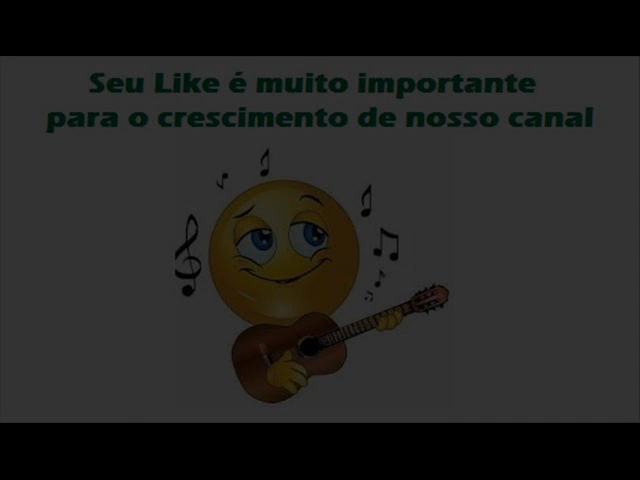 Seu Like é muito importante
para o crescimento de nosso canal